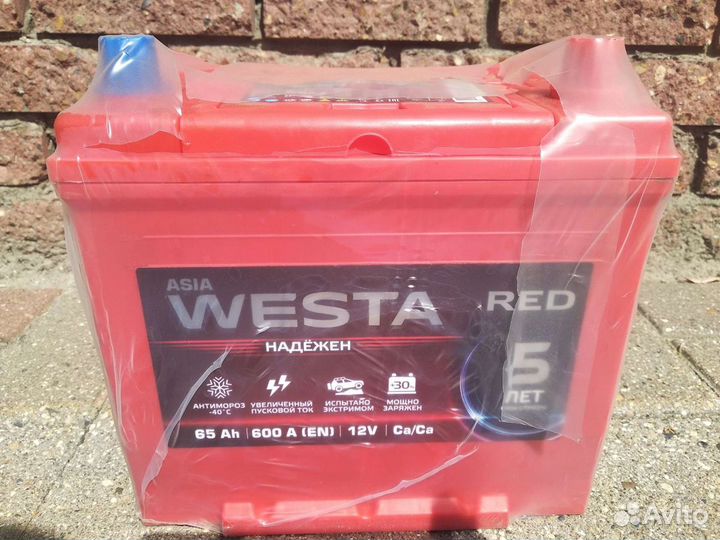 ASIA
WESTA RED
НАДЁЖЕН
5
ЛЕТ
АНТИМОРОЗ
-40°C
УВЕЛИЧЕННЫЙ
ПУСКОВОЙ ТОК
ИСПЫТАНО
ЭКСТРИМОМ
+30%
МОЩНО
ЗАРЯЖЕН
65 Ah | 600 A (EN) | 12V | Ca/Ca
Avito